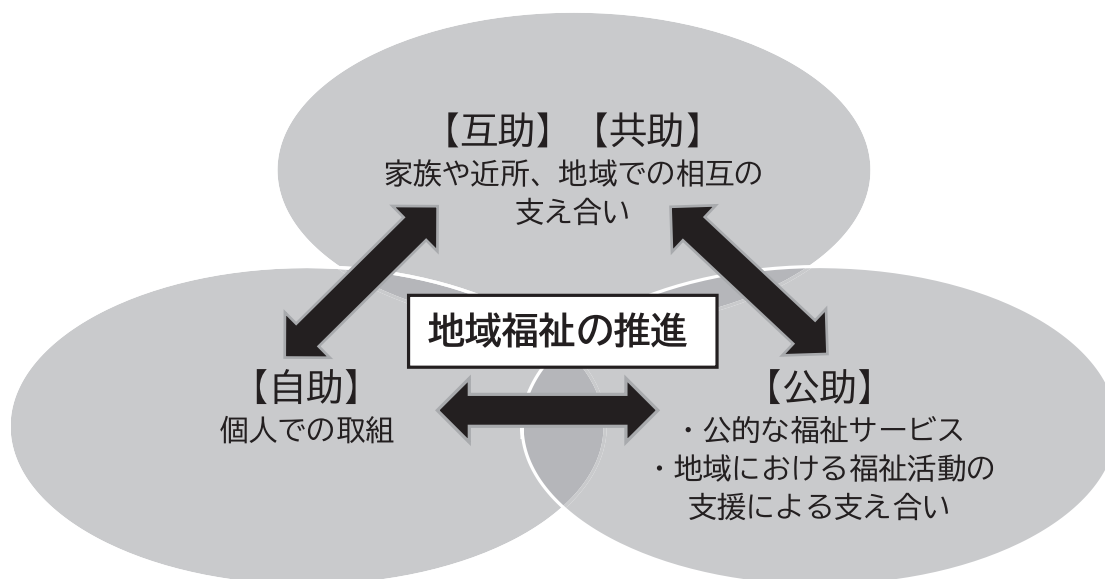 【互助】【共助】
家族や近所、地域での相互の
支え合い
地域福祉の推進
【自助】
個人での取組
【公助】
・公的な福祉サービス
・地域における福祉活動の
支援による支え合い